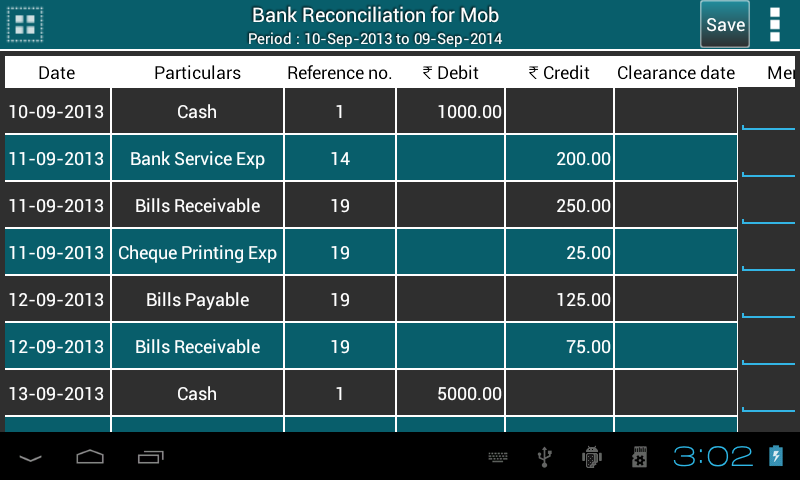 Bank Reconciliation for Mob
Period : 10-Sep-2013 to 09-Sep-2014
Save
Date Particulars Reference no. ₹ Debit ₹ Credit Clearance date
10-09-2013 Cash 1 1000.00
11-09-2013 Bank Service Exp 14 200.00
11-09-2013 Bills Receivable 19 250.00
11-09-2013 Cheque Printing Exp 19 25.00
12-09-2013 Bills Payable 19 125.00
12-09-2013 Bills Receivable 19 75.00
13-09-2013 Cash 1 5000.00
3:02